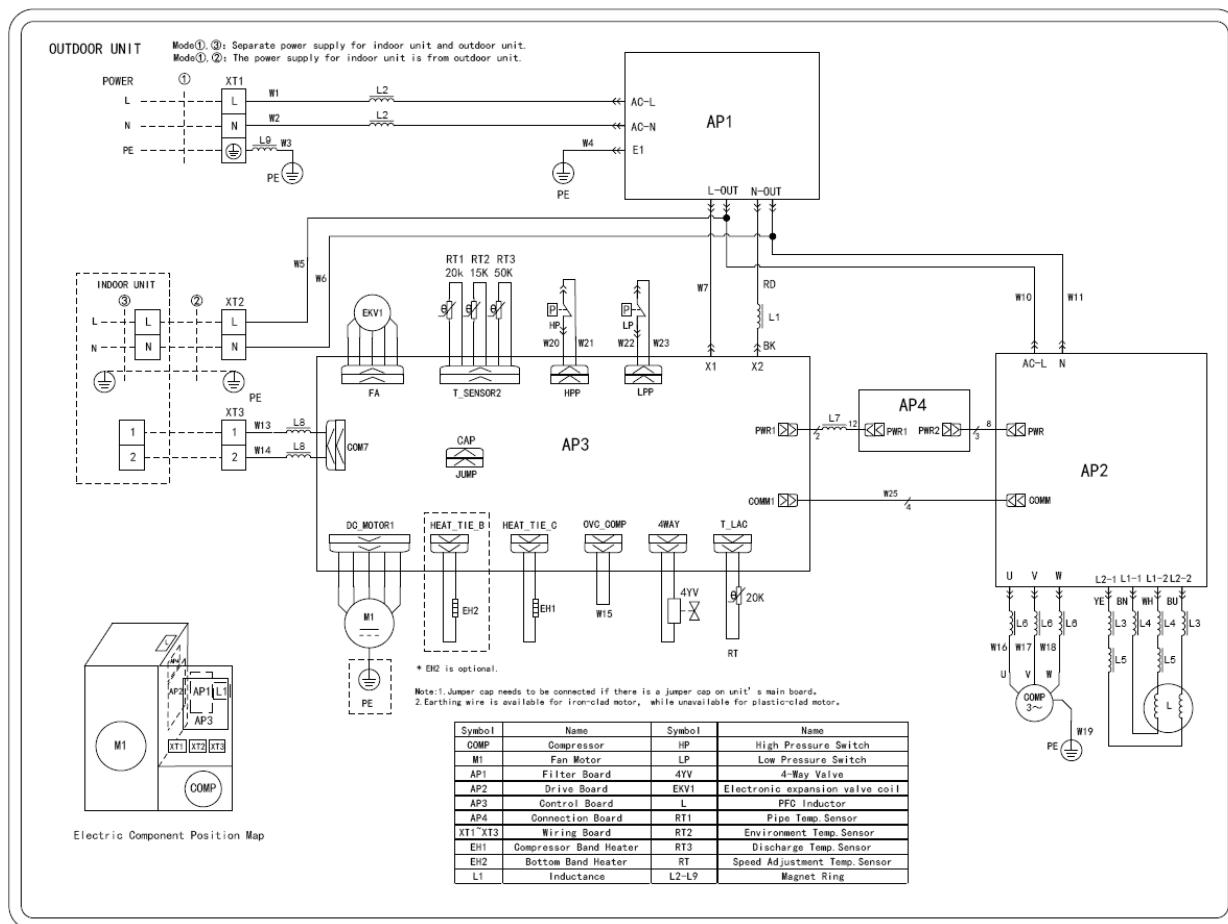 OUTDOOR UNIT
Mode①,③: Separate power supply for indoor unit and outdoor unit.
Mode①,②: The power supply for indoor unit is from outdoor unit.
POWER ① XT1
L L W1 L2 AC-L
N N W2 L2 AC-N
PE L9 W3 W4 E1
PE PE
AP1
L-OUT N-OUT
W5 W6 W7 RD L1 BK W10 W11
INDOOR UNIT
③ ② XT2
L L L
N N N
PE
XT3
1 1 W13 L8
2 2 W14 L8
COM7
EKV1
FA
RT1 RT2 RT3
20k 15K 50K
θ θ θ
T_SENSOR2
P
HP
W20 W21
HPP
P
LP
W22 W23
LPP
X1 X2
CAP
JUMP
AP3
PWR1 2 L7 12
AP4
PWR1 PWR2 3 8
AC-L N
PWR
AP2
COMM1 W25 4 COMM
DC_MOTOR1 HEAT_TIE_B HEAT_TIE_C OVC_COMP 4WAY T_LAC
M1
PE
EH2
EH1
W15
4YV
θ 20K
RT
U V W L2-1 L1-1 L1-2 L2-2
YE BN WH BU
L6 L6 L6 L3 L4 L4 L3
W16 W17 W18 L5 L5
U V W
COMP
3~
W19
PE
L
* EH2 is optional.
Note:1.Jumper cap needs to be connected if there is a jumper cap on unit's main board.
2.Earthing wire is available for iron-clad motor, while unavailable for plastic-clad motor.
L
AP2 AP1 L1
AP3
M1
XT1 XT2 XT3
COMP
Electric Component Position Map
Symbol Name Symbol Name
COMP Compressor HP High Pressure Switch
M1 Fan Motor LP Low Pressure Switch
AP1 Filter Board 4YV 4-Way Valve
AP2 Drive Board EKV1 Electronic expansion valve coil
AP3 Control Board L PFC Inductor
AP4 Connection Board RT1 Pipe Temp.Sensor
XT1~XT3 Wiring Board RT2 Environment Temp.Sensor
EH1 Compressor Band Heater RT3 Discharge Temp.Sensor
EH2 Bottom Band Heater RT Speed Adjustment Temp.Sensor
L1 Inductance L2-L9 Magnet Ring